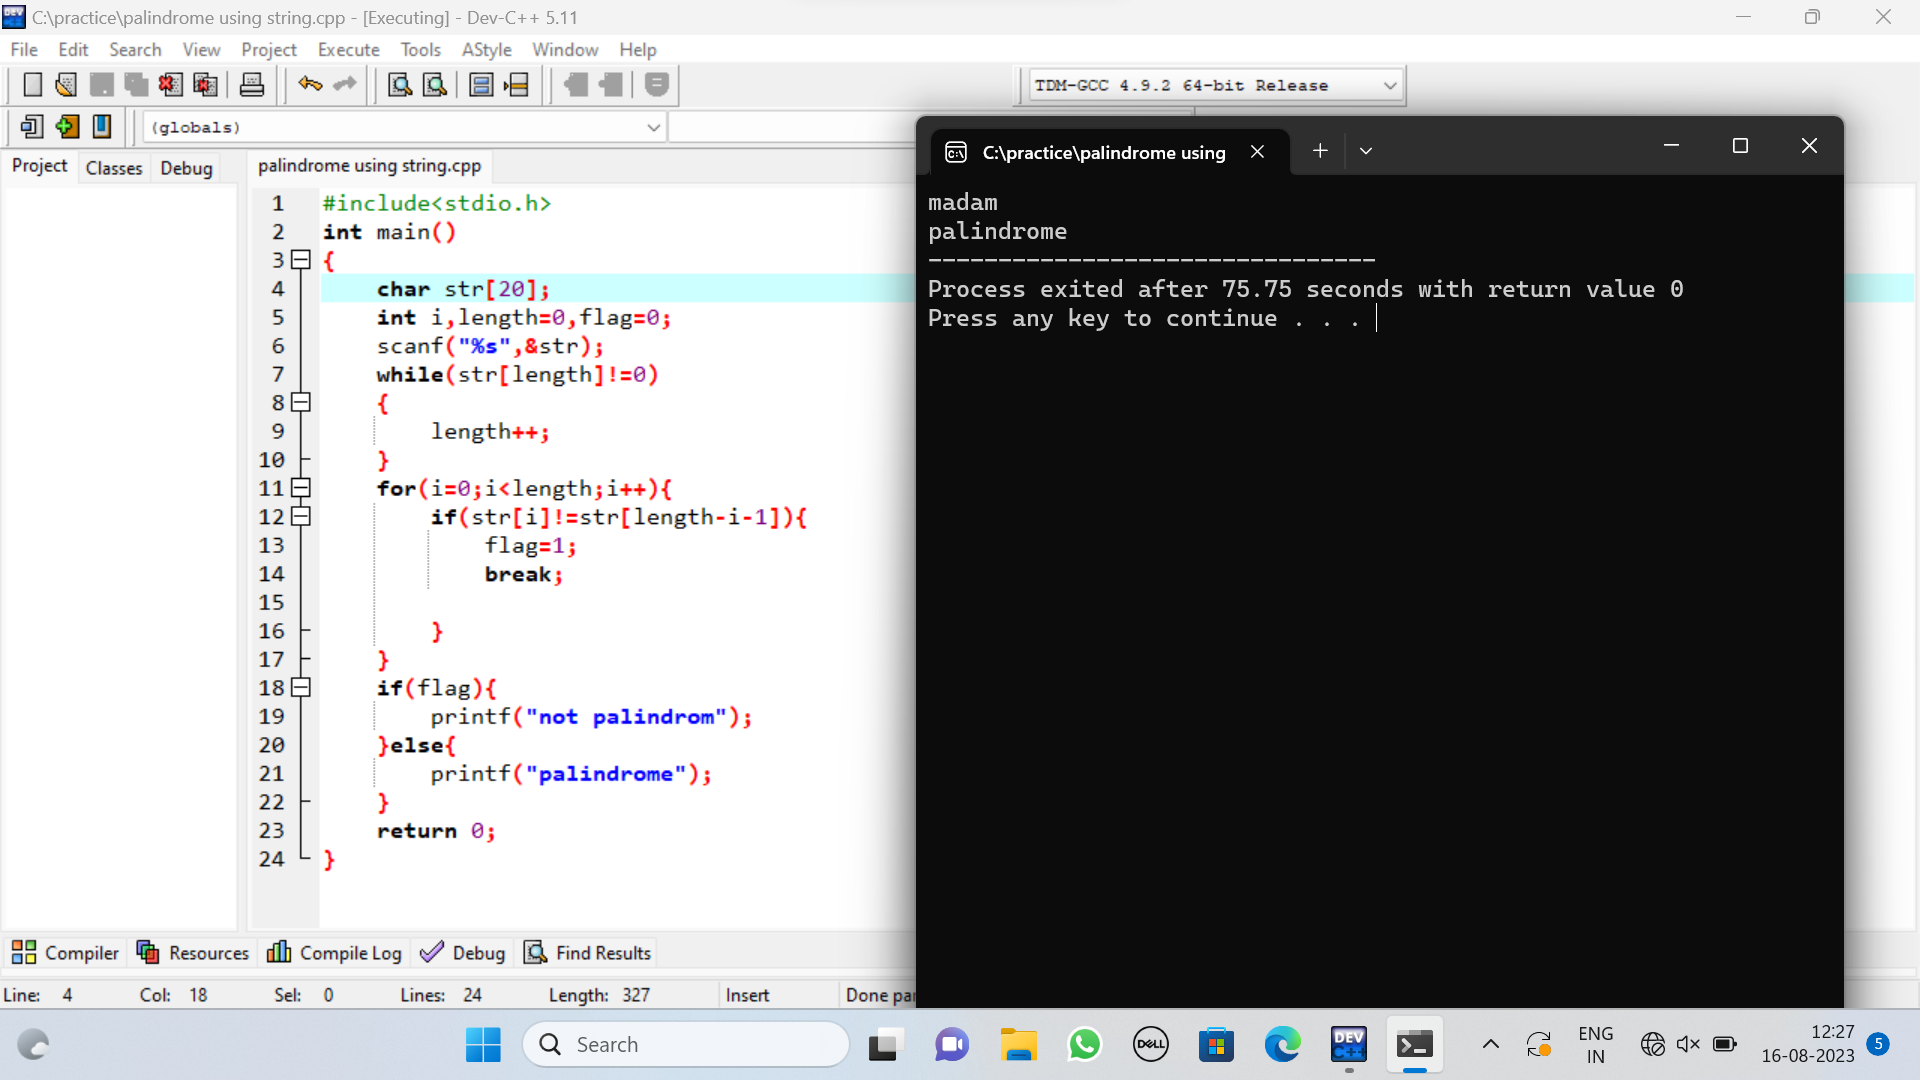 C:\practice\palindrome using string.cpp - [Executing] - Dev-C++ 5.11
File Edit Search View Project Execute Tools AStyle Window Help
TDM-GCC 4.9.2 64-bit Release
(globals)
Project Classes Debug
palindrome using string.cpp
1 #include<stdio.h>
2 int main()
3 {
4 char str[20];
5 int i,length=0,flag=0;
6 scanf("%s",&str);
7 while(str[length]!=0)
8 {
9 length++;
10 }
11 for(i=0;i<length;i++){
12 if(str[i]!=str[length-i-1]){
13 flag=1;
14 break;
15
16 }
17 }
18 if(flag){
19 printf("not palindrom");
20 }else{
21 printf("palindrome");
22 }
23 return 0;
24 }
C:\practice\palindrome using
madam
palindrome
--------------------------------
Process exited after 75.75 seconds with return value 0
Press any key to continue . . .
Compiler Resources Compile Log Debug Find Results
Line: 4 Col: 18 Sel: 0 Lines: 24 Length: 327 Insert Done
Search
DELL
DEV C++
ENG
IN
12:27
16-08-2023
5